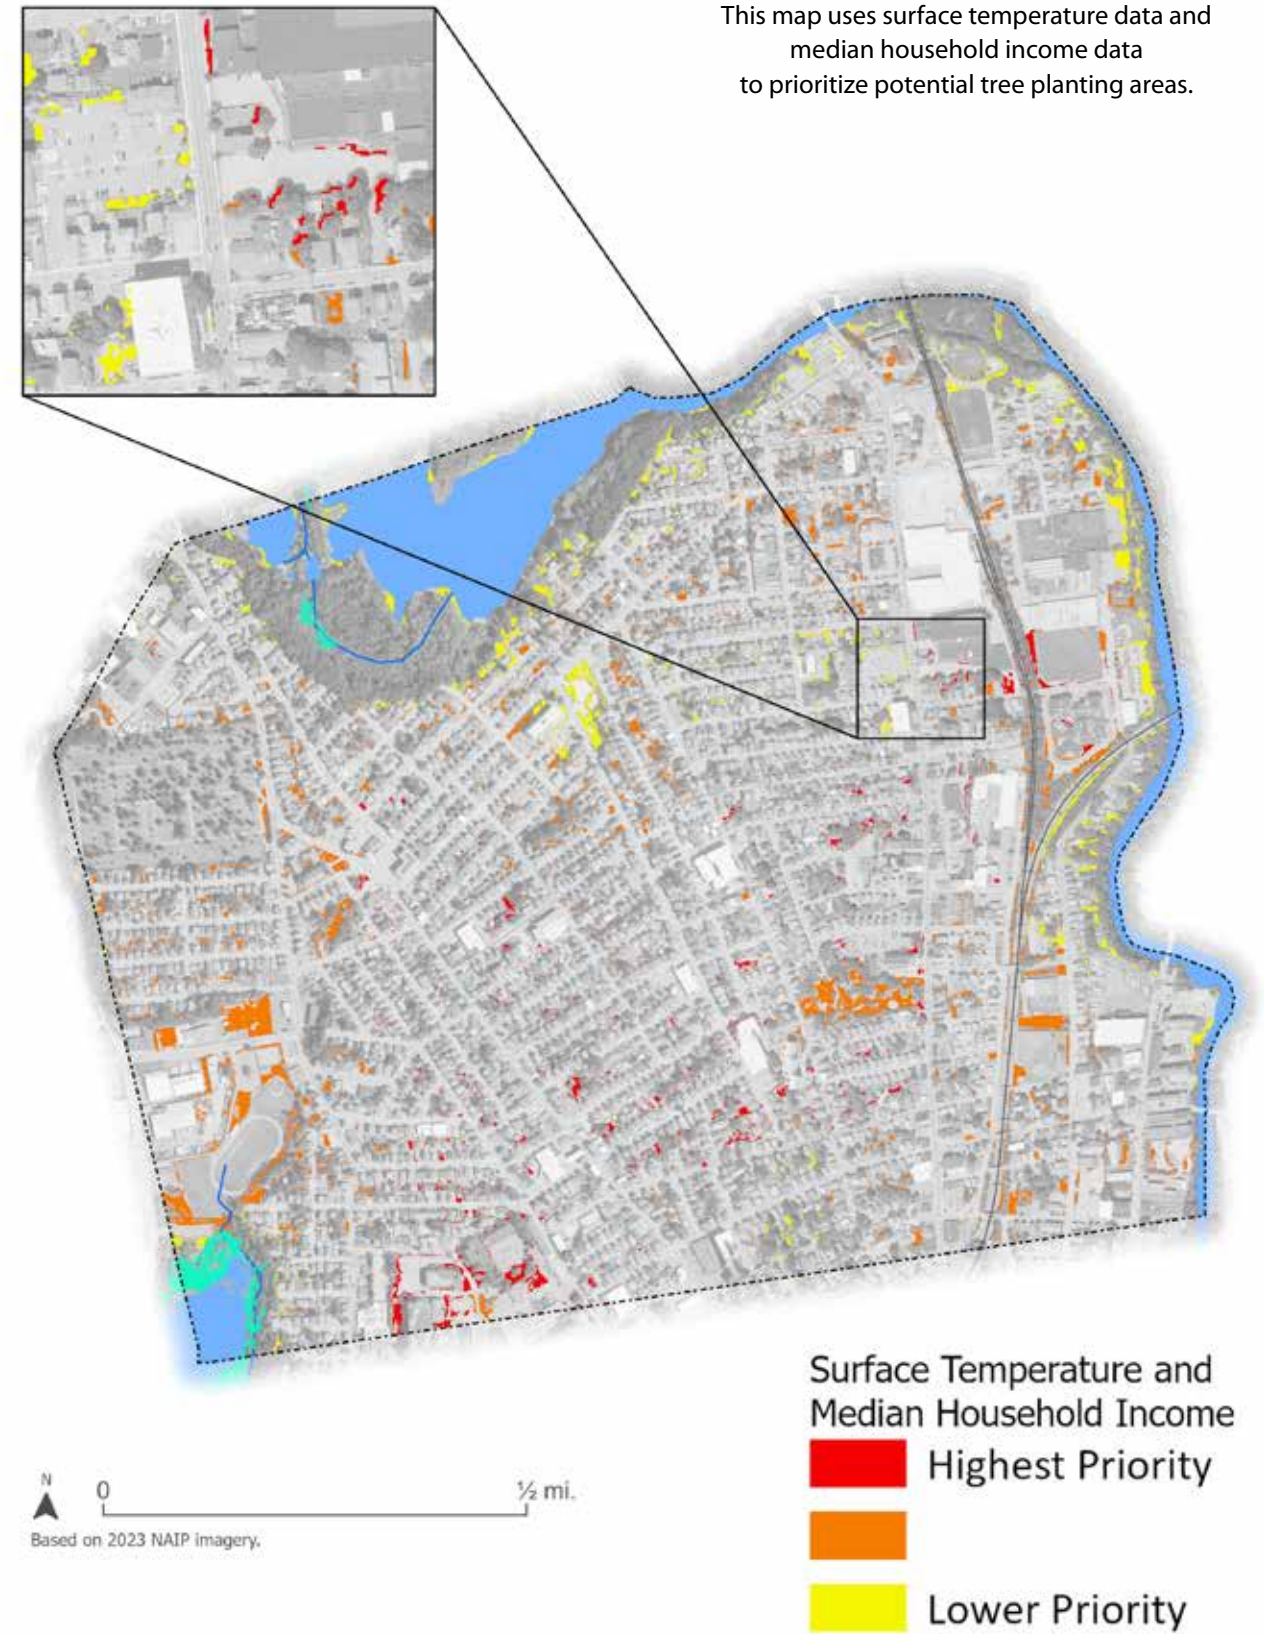 This map uses surface temperature data and
median household income data
to prioritize potential tree planting areas.
Surface Temperature and
Median Household Income
Highest Priority
Lower Priority
N
0 ½ mi.
Based on 2023 NAIP imagery.